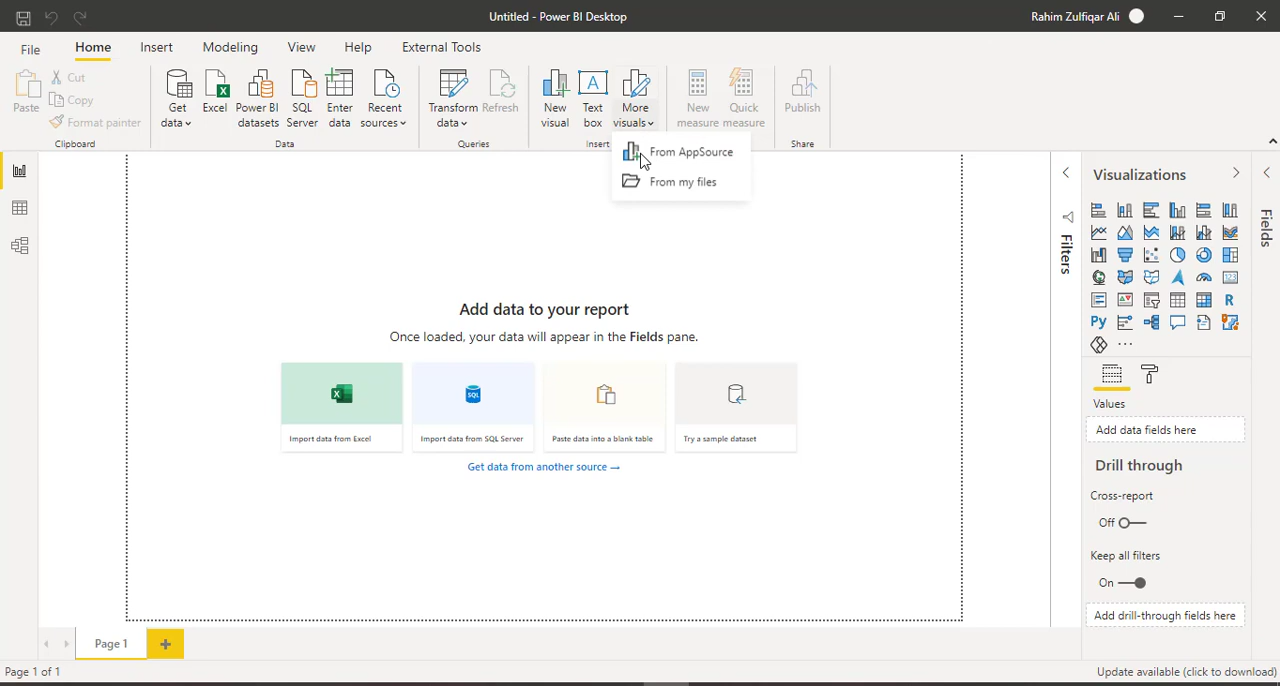 Untitled - Power BI Desktop
Rahim Zulfiqar Ali
File Home Insert Modeling View Help External Tools
Paste
Cut
Copy
Format painter
Clipboard
Get data
Excel
Power BI datasets
SQL Server
Enter data
Recent sources
Data
Transform data
Refresh
Queries
New visual
Text box
More visuals
Insert
New measure
Quick measure
Publish
Share
From AppSource
From my files
Add data to your report
Once loaded, your data will appear in the Fields pane.
Import data from Excel
Import data from SQL Server
Paste data into a blank table
Try a sample dataset
Get data from another source →
Filters
Visualizations
R
Py
123
Values
Add data fields here
Drill through
Cross-report
Off
Keep all filters
On
Add drill-through fields here
Fields
Page 1
Page 1 of 1
Update available (click to download)